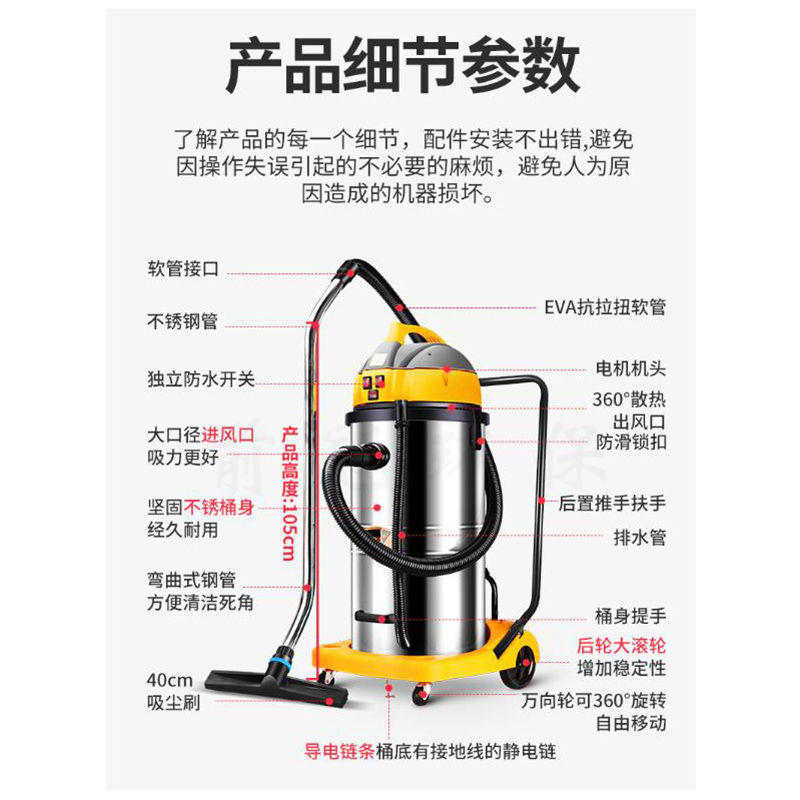 产品细节参数
了解产品的每一个细节，配件安装不出错,避免
因操作失误引起的不必要的麻烦，避免人为原
因造成的机器损坏。
软管接口
不锈钢管
独立防水开关
大口径进风口
吸力更好
坚固不锈桶身
经久耐用
弯曲式钢管
方便清洁死角
40cm
吸尘刷
产品高度:105cm
EVA抗拉扭软管
电机机头
360°散热
出风口
防滑锁扣
后置推手扶手
排水管
桶身提手
后轮大滚轮
增加稳定性
万向轮可360°旋转
自由移动
导电链条桶底有接地线的静电链